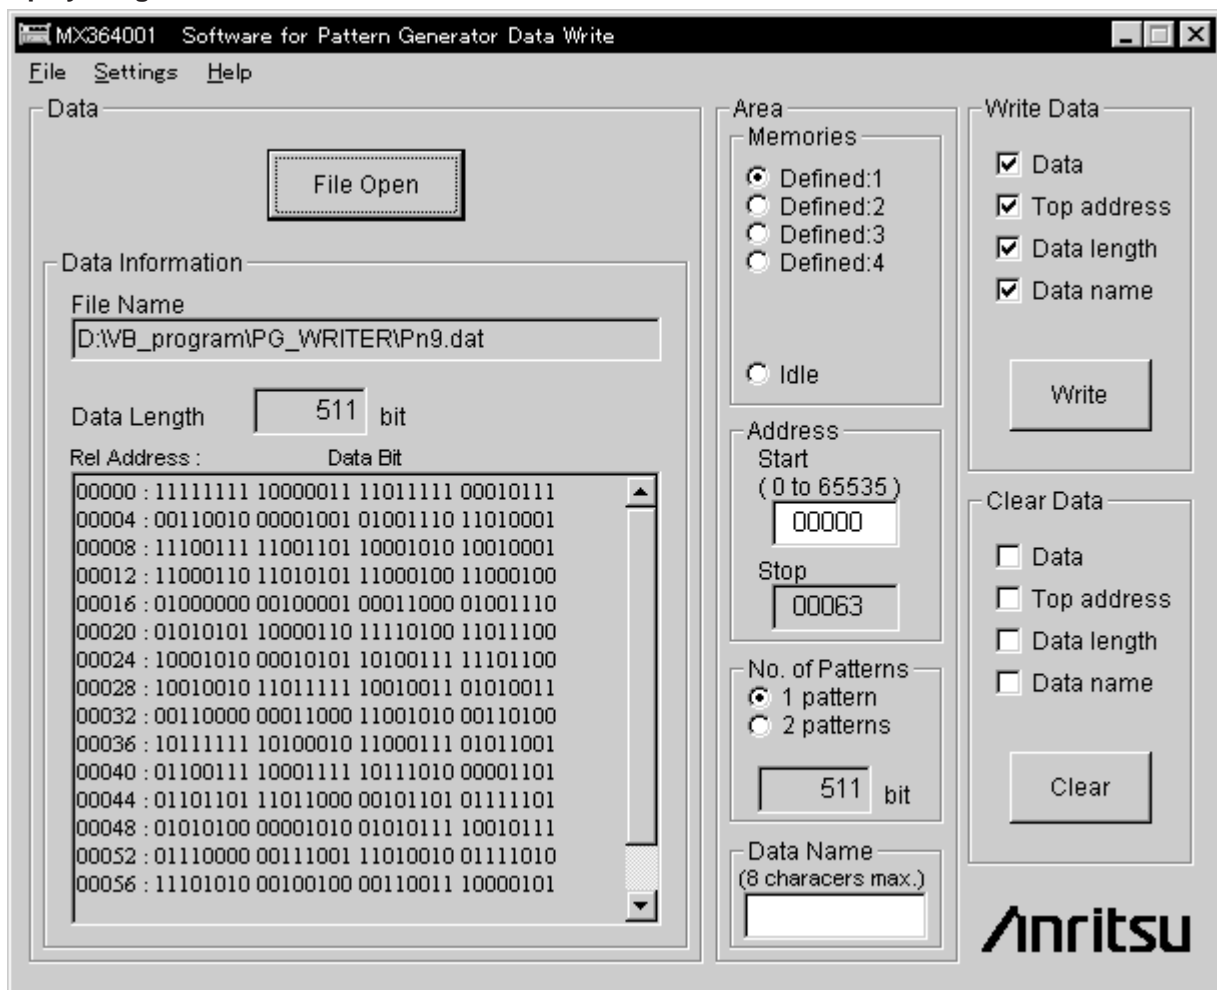 MX364001 Software for Pattern Generator Data Write
File Settings Help
Data
File Open
Data Information
File Name
D:\VB_program\PG_WRITER\Pn9.dat
Data Length 511 bit
Rel Address : Data Bit
00000 : 11111111 10000011 11011111 00010111
00004 : 00110010 00001001 01001110 11010001
00008 : 11100111 11001101 10001010 10010001
00012 : 11000110 11010101 11000100 11000100
00016 : 01000000 00100001 00011000 01001110
00020 : 01010101 10000110 11110100 11011100
00024 : 10001010 00010101 10100111 11101100
00028 : 10010010 11011111 10010011 01010011
00032 : 00110000 00011000 11001010 00110100
00036 : 10111111 10100010 11000111 01011001
00040 : 01100111 10001111 10111010 00001101
00044 : 01101101 11011000 00101101 01111101
00048 : 01010100 00001010 01010111 10010111
00052 : 01110000 00111001 11010010 01111010
00056 : 11101010 00100100 00110011 10000101
Area
Memories
Defined:1
Defined:2
Defined:3
Defined:4
Idle
Address
Start
( 0 to 65535 )
00000
Stop
00063
No. of Patterns
1 pattern
2 patterns
511 bit
Data Name
(8 characers max.)
Write Data
Data
Top address
Data length
Data name
Write
Clear Data
Data
Top address
Data length
Data name
Clear
Anritsu